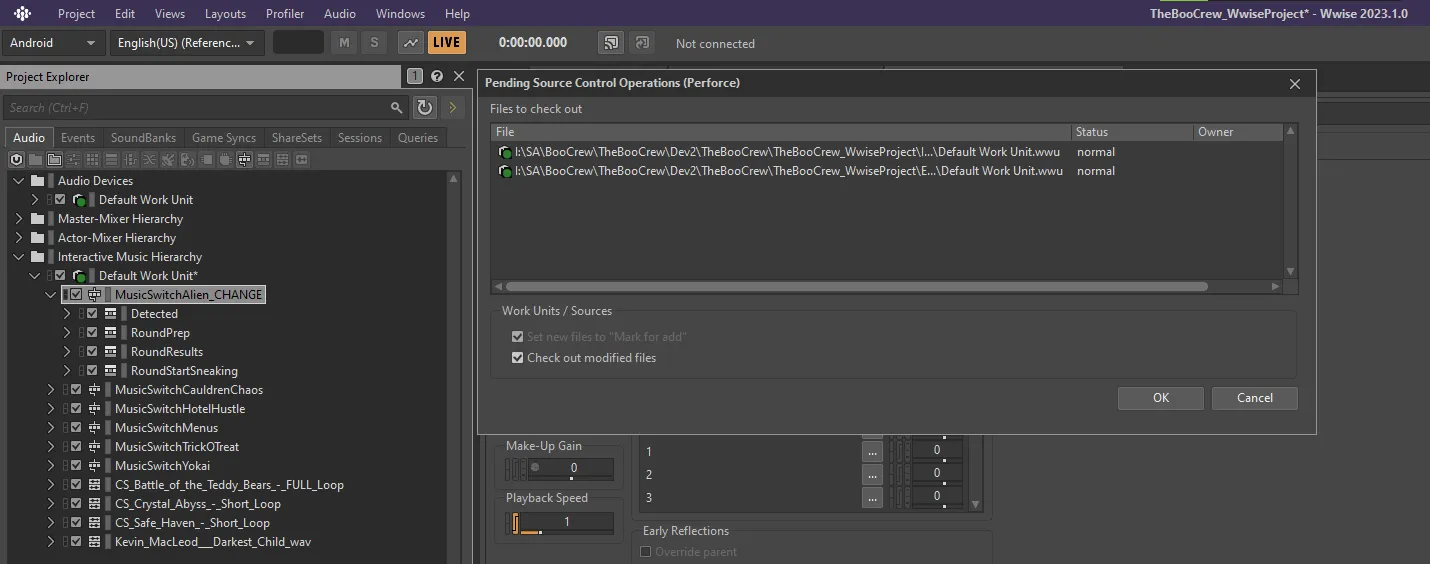 Project Edit Views Layouts Profiler Audio Windows Help TheBooCrew_WwiseProject* - Wwise 2023.1.0
Android English(US) (Referenc... M S LIVE 0:00:00.000 Not connected
Project Explorer 1 ?
Search (Ctrl+F)
Audio Events SoundBanks Game Syncs ShareSets Sessions Queries
Audio Devices
Default Work Unit
Master-Mixer Hierarchy
Actor-Mixer Hierarchy
Interactive Music Hierarchy
Default Work Unit*
MusicSwitchAlien_CHANGE
Detected
RoundPrep
RoundResults
RoundStartSneaking
MusicSwitchCauldrenChaos
MusicSwitchHotelHustle
MusicSwitchMenus
MusicSwitchTrickOTreat
MusicSwitchYokai
CS_Battle_of_the_Teddy_Bears_-_FULL_Loop
CS_Crystal_Abyss_-_Short_Loop
CS_Safe_Haven_-_Short_Loop
Kevin_MacLeod___Darkest_Child_wav
Pending Source Control Operations (Perforce)
Files to check out
File Status Owner
I:\SA\BooCrew\TheBooCrew\Dev2\TheBooCrew\TheBooCrew_WwiseProject\I...\Default Work Unit.wwu normal
I:\SA\BooCrew\TheBooCrew\Dev2\TheBooCrew\TheBooCrew_WwiseProject\E...\Default Work Unit.wwu normal
Work Units / Sources
Set new files to "Mark for add"
Check out modified files
OK Cancel
Make-Up Gain
0
Playback Speed
1
1 ... 0
2 ... 0
3 ... 0
Early Reflections
Override parent